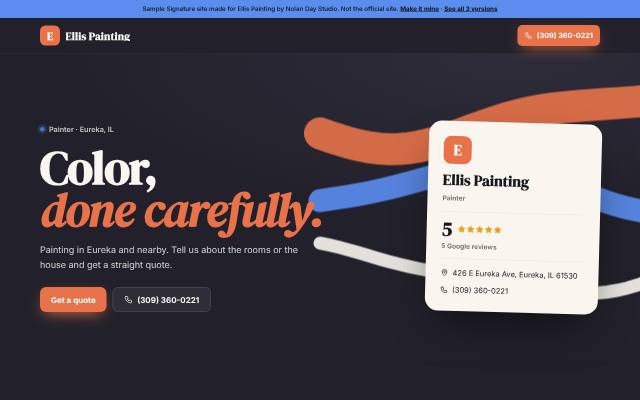 Sample Signature site made for Ellis Painting by Nolan Day Studio. Not the official site. Make it mine · See all 3 versions
E Ellis Painting
(309) 360-0221
Painter · Eureka, IL
Color,
done carefully.
Painting in Eureka and nearby. Tell us about the rooms or the
house and get a straight quote.
Get a quote
(309) 360-0221
E
Ellis Painting
Painter
5 ★★★★★
5 Google reviews
426 E Eureka Ave, Eureka, IL 61530
(309) 360-0221